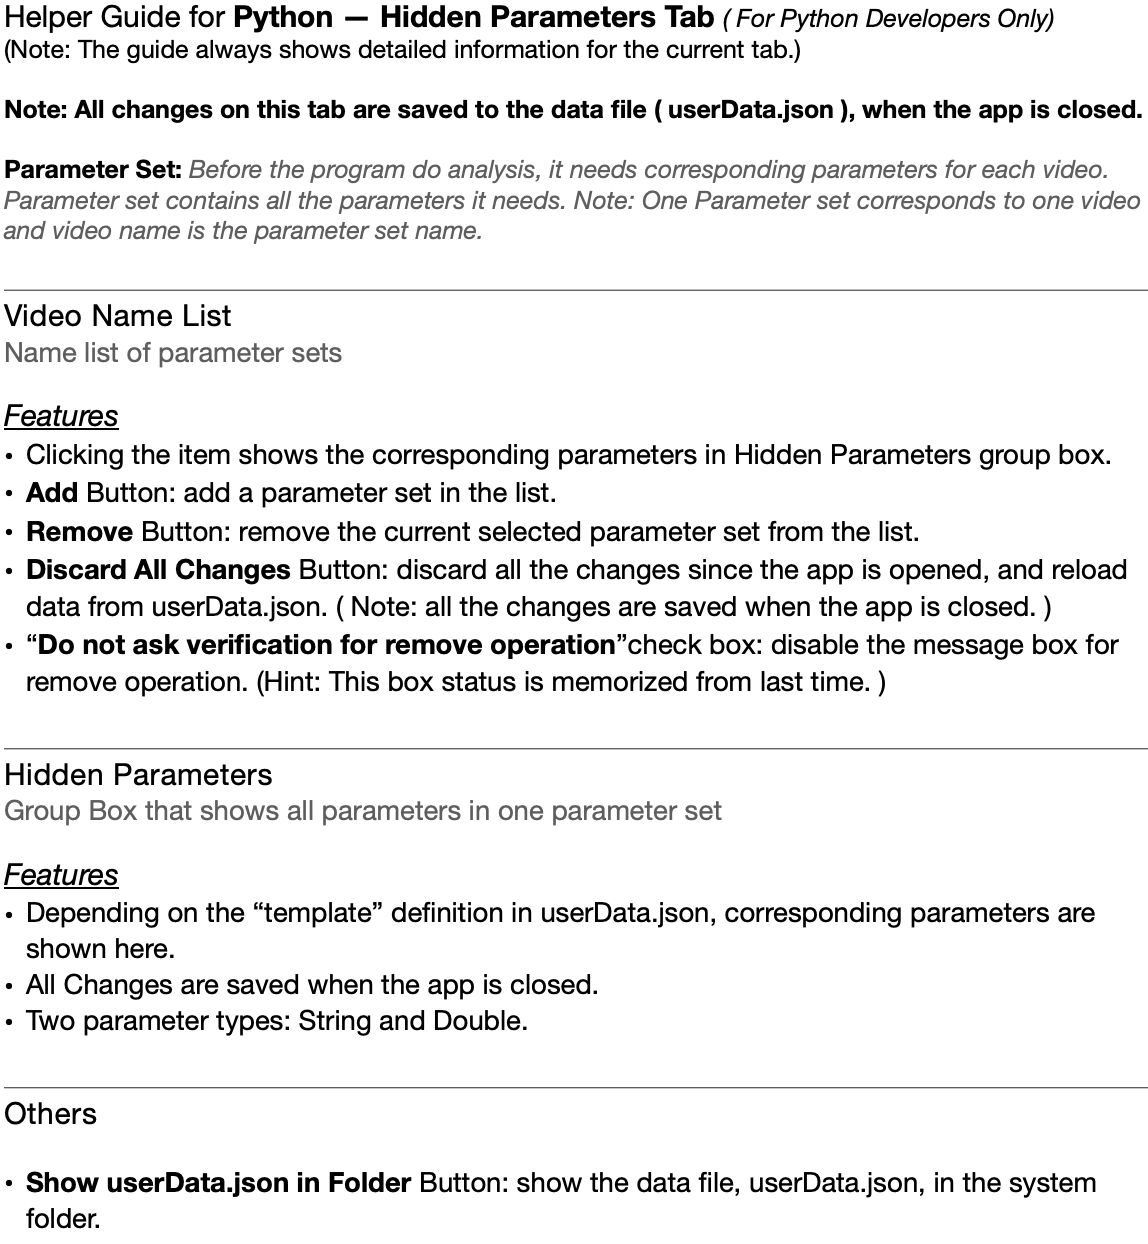 Helper Guide for Python — Hidden Parameters Tab ( For Python Developers Only)
(Note: The guide always shows detailed information for the current tab.)
Note: All changes on this tab are saved to the data file ( userData.json ), when the app is closed.
Parameter Set: Before the program do analysis, it needs corresponding parameters for each video.
Parameter set contains all the parameters it needs. Note: One Parameter set corresponds to one video
and video name is the parameter set name.
Video Name List
Name list of parameter sets
Features
• Clicking the item shows the corresponding parameters in Hidden Parameters group box.
• Add Button: add a parameter set in the list.
• Remove Button: remove the current selected parameter set from the list.
• Discard All Changes Button: discard all the changes since the app is opened, and reload
data from userData.json. ( Note: all the changes are saved when the app is closed. )
• “Do not ask verification for remove operation”check box: disable the message box for
remove operation. (Hint: This box status is memorized from last time. )
Hidden Parameters
Group Box that shows all parameters in one parameter set
Features
• Depending on the “template” definition in userData.json, corresponding parameters are
shown here.
• All Changes are saved when the app is closed.
• Two parameter types: String and Double.
Others
• Show userData.json in Folder Button: show the data file, userData.json, in the system
folder.